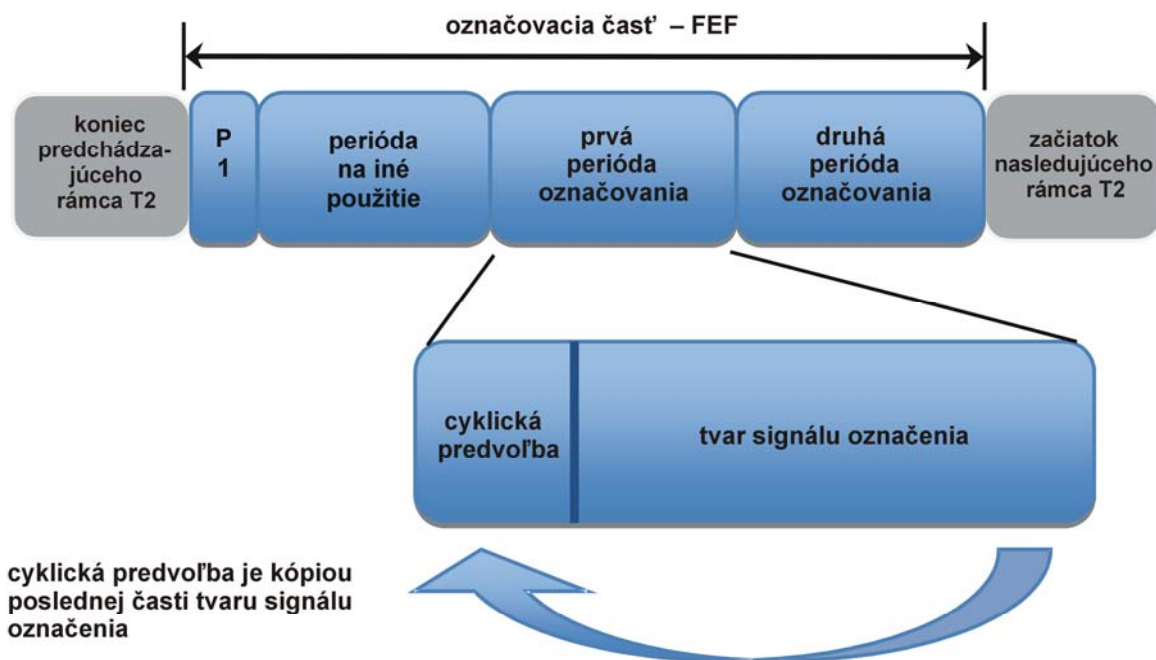 označovacia časť – FEF
koniec
predchádza-
júceho
rámca T2
P
1
perióda
na iné
použitie
prvá
perióda
označovania
druhá
perióda
označovania
začiatok
nasledujúceho
rámca T2
cyklická
predvoľba
tvar signálu označenia
cyklická predvoľba je kópiou
poslednej časti tvaru signálu
označenia